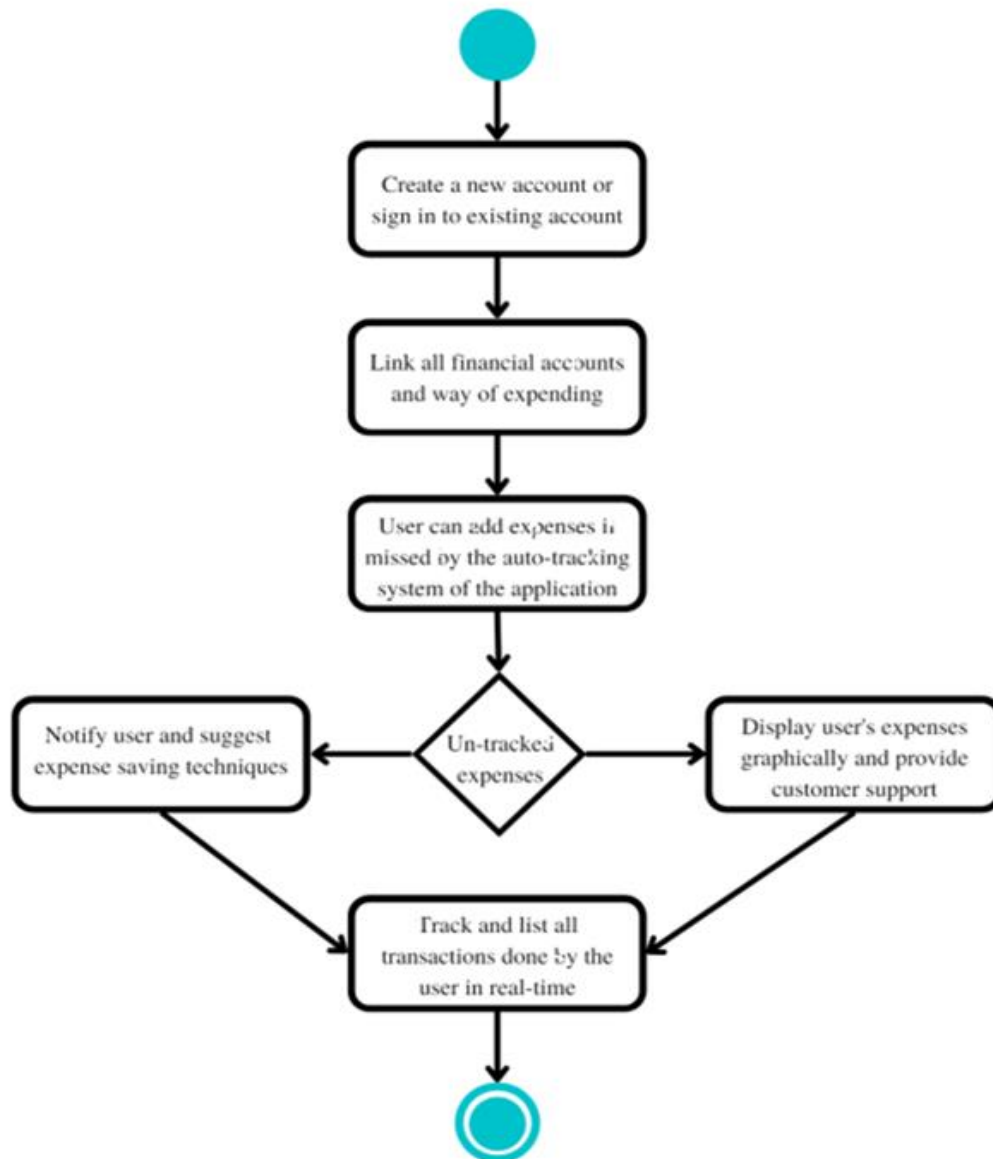 Create a new account or
sign in to existing account
Link all financial accounts
and way of expending
User can add expenses if
missed by the auto-tracking
system of the application
Notify user and suggest
expense saving techniques
Un-tracked
expenses
Display user's expenses
graphically and provide
customer support
Track and list all
transactions done by the
user in real-time